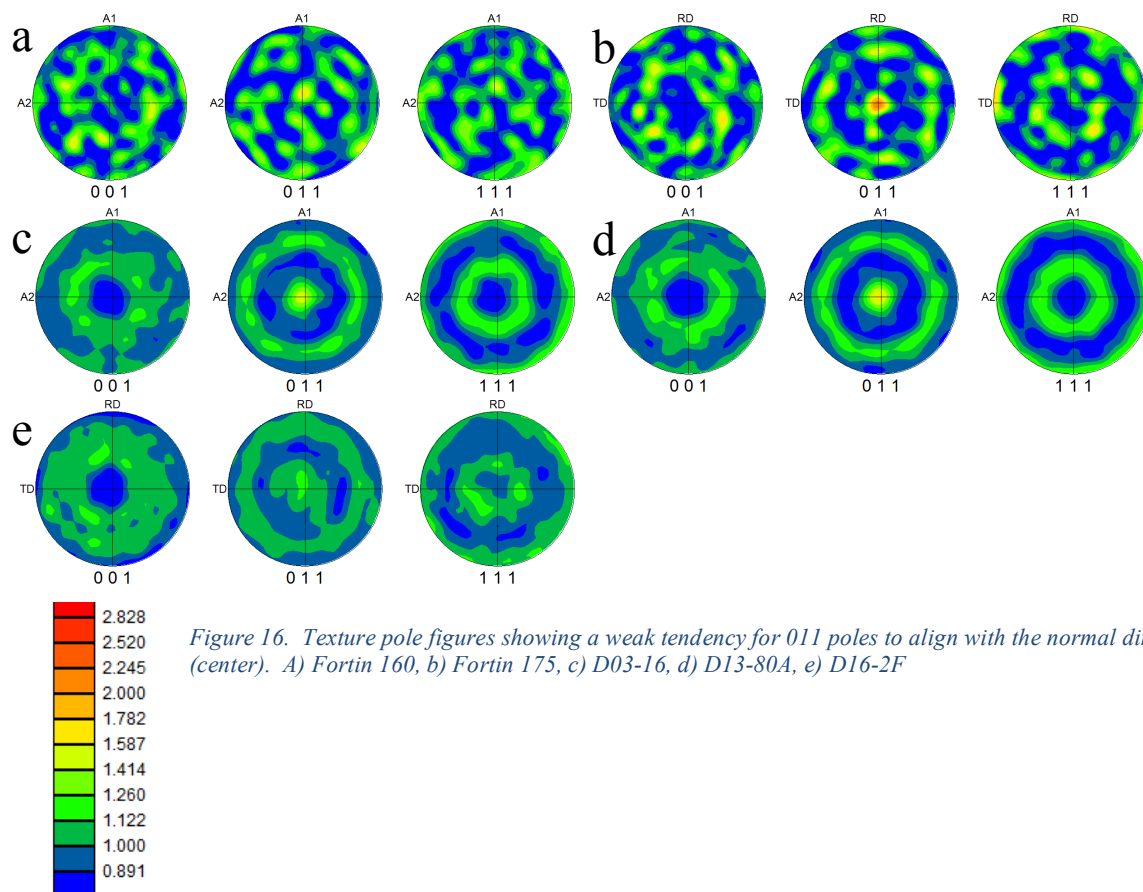 a
A1
A2
0 0 1
A1
A2
0 1 1
A1
A2
1 1 1
b
RD
TD
0 0 1
RD
TD
0 1 1
RD
TD
1 1 1
c
A1
A2
0 0 1
A1
A2
0 1 1
A1
A2
1 1 1
d
A1
A2
0 0 1
A1
A2
0 1 1
A1
A2
1 1 1
e
RD
TD
0 0 1
RD
TD
0 1 1
RD
TD
1 1 1
2.828
2.520
2.245
2.000
1.782
1.587
1.414
1.260
1.122
1.000
0.891
Figure 16. Texture pole figures showing a weak tendency for 011 poles to align with the normal
(center). A) Fortin 160, b) Fortin 175, c) D03-16, d) D13-80A, e) D16-2F